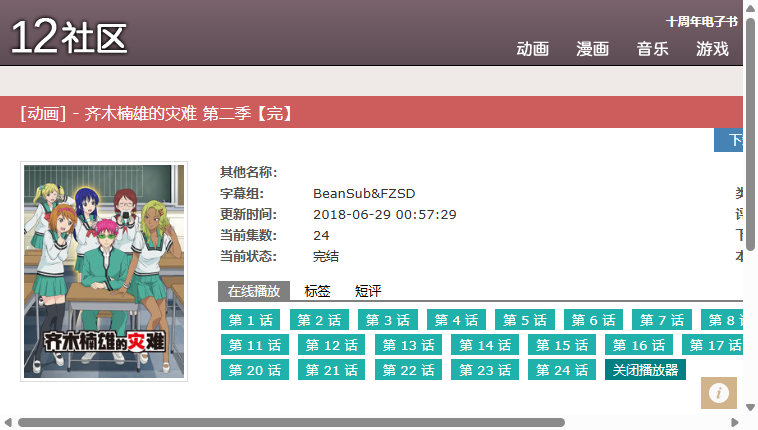 12社区
十周年电子书
动画 漫画 音乐 游戏
[动画] - 齐木楠雄的灾难 第二季【完】
其他名称:
字幕组: BeanSub&FZSD
更新时间: 2018-06-29 00:57:29
当前集数: 24
当前状态: 完结
齐木楠雄的灾难
在线播放 标签 短评
第 1 话 第 2 话 第 3 话 第 4 话 第 5 话 第 6 话 第 7 话 第 8
第 11 话 第 12 话 第 13 话 第 14 话 第 15 话 第 16 话 第 17 话
第 20 话 第 21 话 第 22 话 第 23 话 第 24 话 关闭播放器